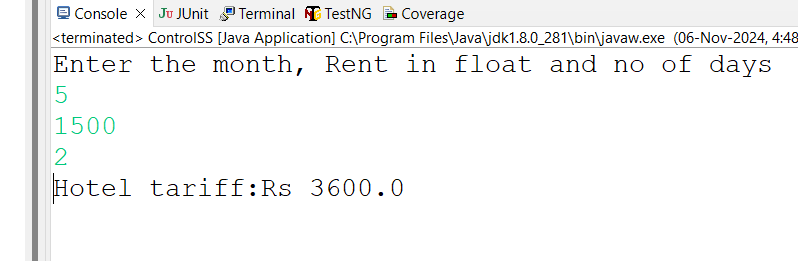 Console JU JUnit Terminal TestNG Coverage
<terminated> ControlSS [Java Application] C:\Program Files\Java\jdk1.8.0_281\bin\javaw.exe (06-Nov-2024, 4:48
Enter the month, Rent in float and no of days
5
1500
2
Hotel tariff:Rs 3600.0